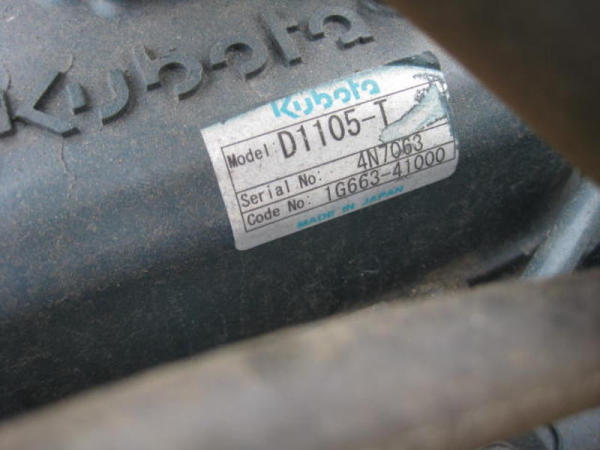 Kubota
Kubota
Model: D1105-T
Serial No: 4N7063
Code No: 1G663-41000
MADE IN JAPAN